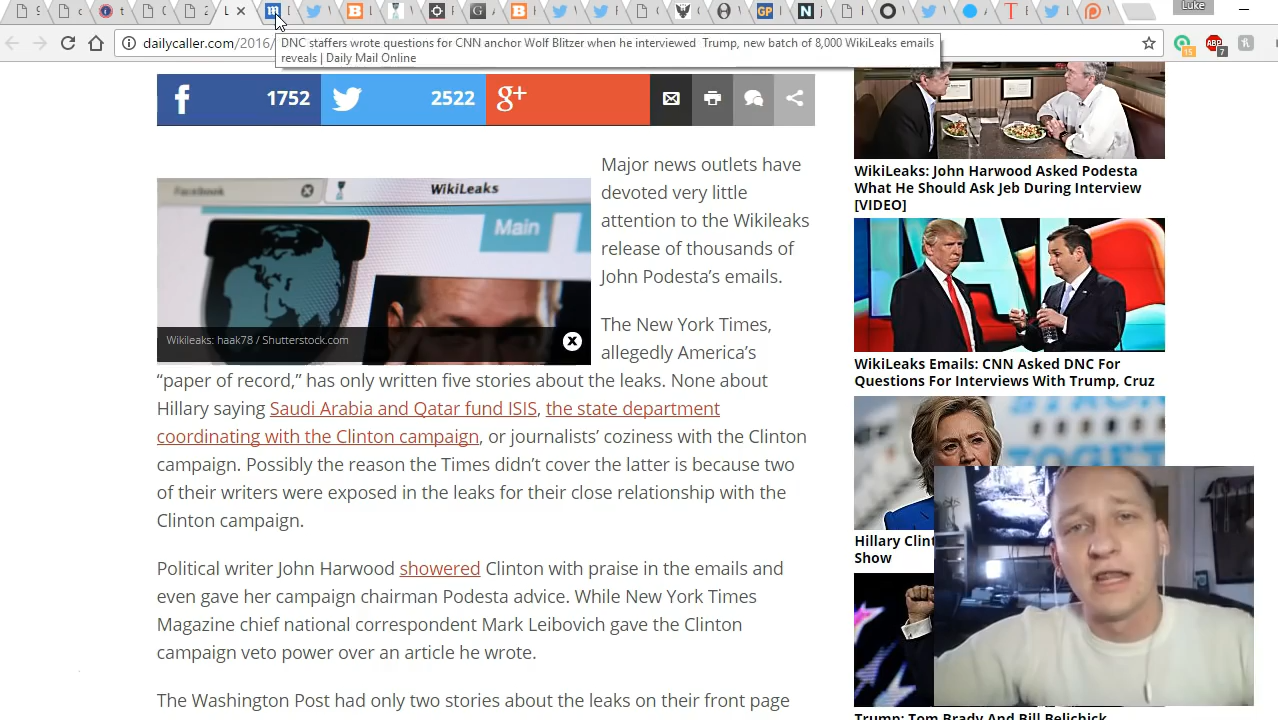 Luke
dailycaller.com/2016/
DNC staffers wrote questions for CNN anchor Wolf Blitzer when he interviewed Trump, new batch of 8,000 WikiLeaks emails
reveals | Daily Mail Online
15
ABP
7
1752
2522
g+
Facebook
WikiLeaks
Main
Wikileaks: haak78 / Shutterstock.com
Major news outlets have
devoted very little
attention to the Wikileaks
release of thousands of
John Podesta's emails.
The New York Times,
allegedly America's
“paper of record,” has only written five stories about the leaks. None about
Hillary saying Saudi Arabia and Qatar fund ISIS, the state department
coordinating with the Clinton campaign, or journalists’ coziness with the Clinton
campaign. Possibly the reason the Times didn’t cover the latter is because two
of their writers were exposed in the leaks for their close relationship with the
Clinton campaign.
Political writer John Harwood showered Clinton with praise in the emails and
even gave her campaign chairman Podesta advice. While New York Times
Magazine chief national correspondent Mark Leibovich gave the Clinton
campaign veto power over an article he wrote.
The Washington Post had only two stories about the leaks on their front page
WikiLeaks: John Harwood Asked Podesta
What He Should Ask Jeb During Interview
[VIDEO]
WikiLeaks Emails: CNN Asked DNC For
Questions For Interviews With Trump, Cruz
Hillary Clint
Show
Trump: Tom Brady And Bill Belichick